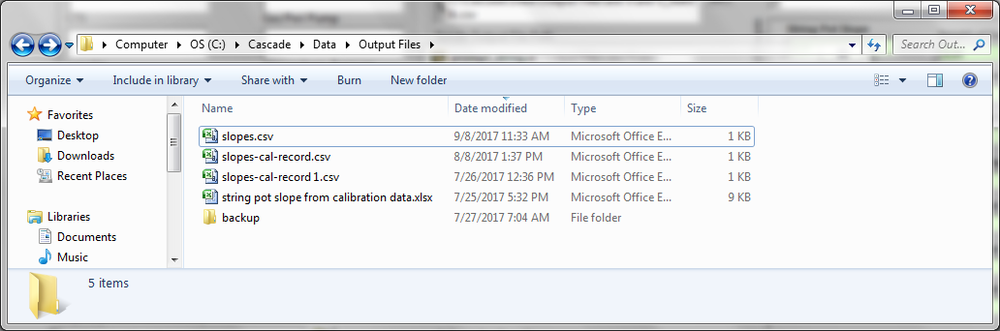 Computer OS (C:) Cascade Data Output Files Search Out...
Organize Include in library Share with Burn New folder
Favorites
Desktop
Downloads
Recent Places
Libraries
Documents
Music
Name Date modified Type Size
slopes.csv 9/8/2017 11:33 AM Microsoft Office E... 1 KB
slopes-cal-record.csv 8/8/2017 1:37 PM Microsoft Office E... 1 KB
slopes-cal-record 1.csv 7/26/2017 12:36 PM Microsoft Office E... 1 KB
string pot slope from calibration data.xlsx 7/25/2017 5:32 PM Microsoft Office E... 9 KB
backup 7/27/2017 7:04 AM File folder
5 items